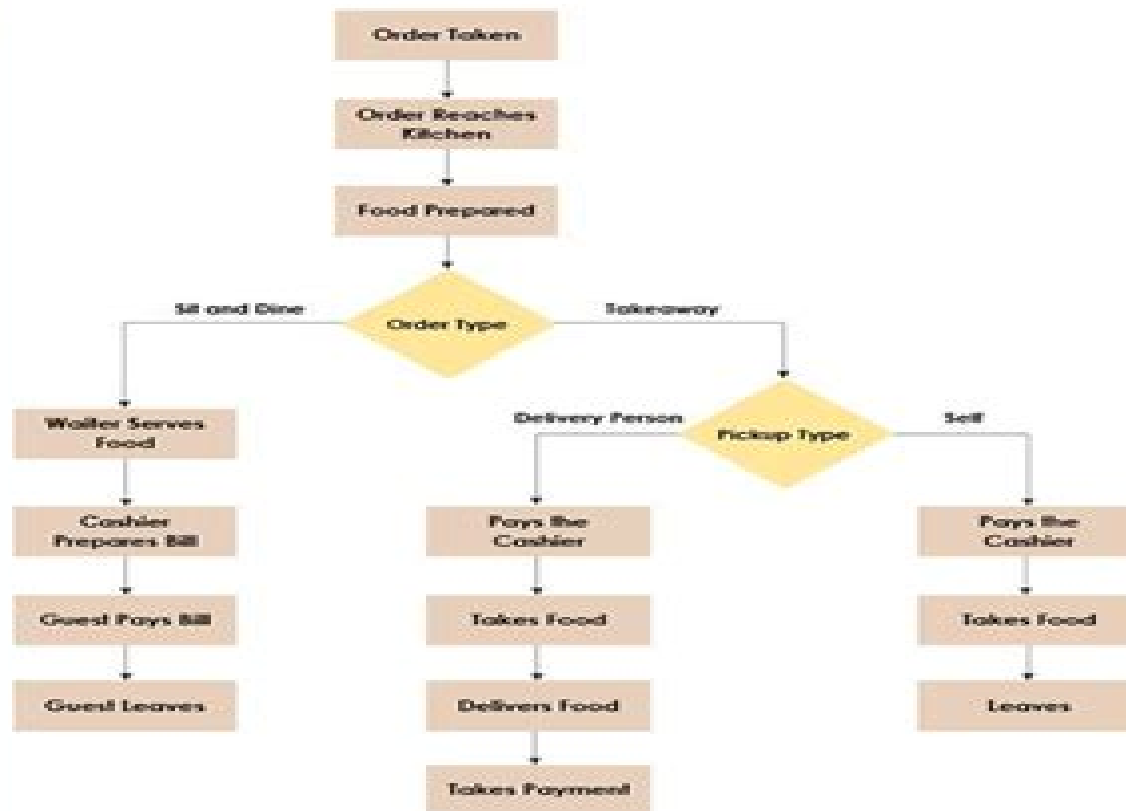 Order Taken
Order Reaches
Kitchen
Food Prepared
Sit and Dine
Order Type
Takeaway
Waiter Serves
Food
Delivery Person
Pickup Type
Self
Cashier
Prepares Bill
Pays the
Cashier
Pays the
Cashier
Guest Pays Bill
Takes Food
Takes Food
Guest Leaves
Delivers Food
Leaves
Takes Payment